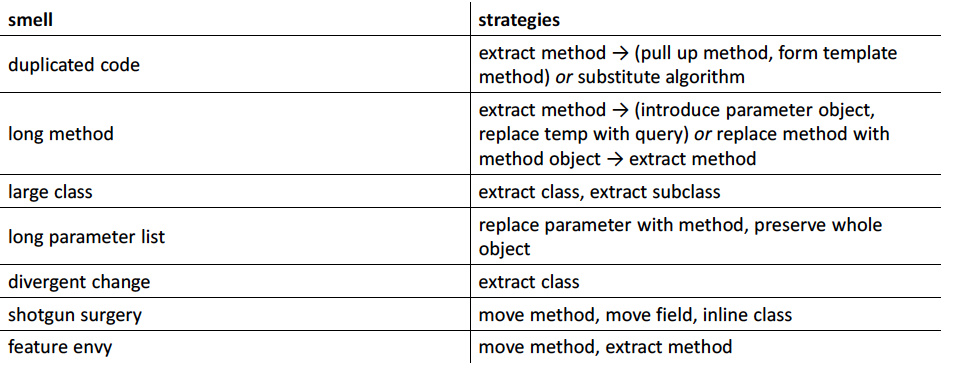 smell strategies
duplicated code
extract method → (pull up method, form template
method) or substitute algorithm
long method
extract method → (introduce parameter object,
replace temp with query) or replace method with
method object → extract method
large class
extract class, extract subclass
long parameter list
replace parameter with method, preserve whole
object
divergent change
extract class
shotgun surgery
move method, move field, inline class
feature envy
move method, extract method